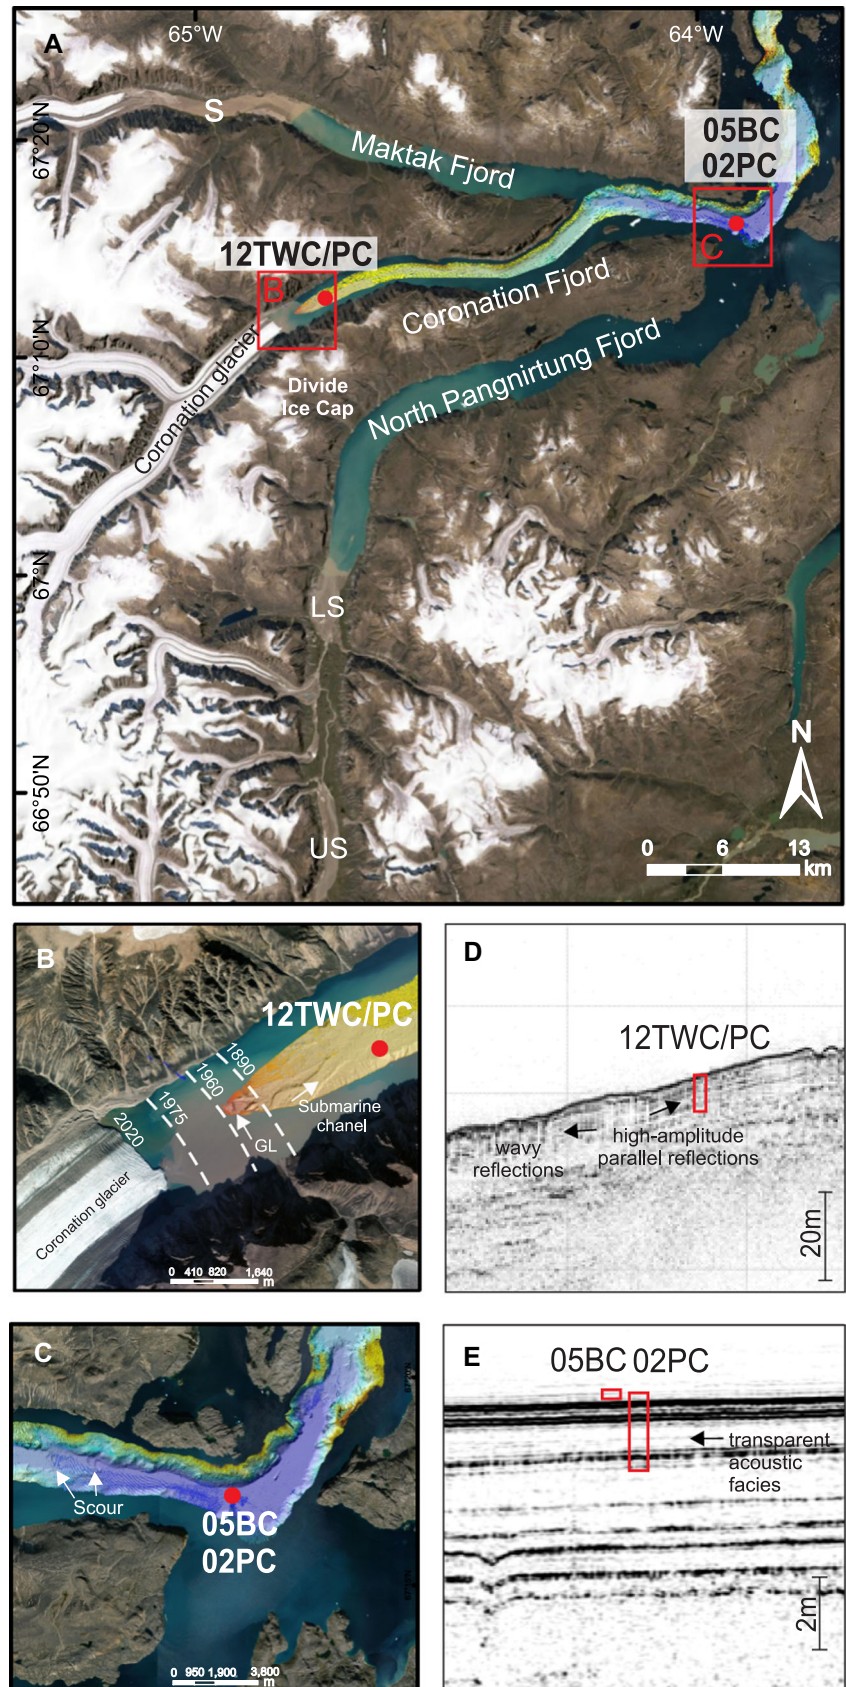 A
65°W
64°W
67°20'N
S
Maktak Fjord
05BC
02PC
C
12TWC/PC
B
Coronation Fjord
67°10'N
Coronation glacier
Divide
Ice Cap
North Pangnirtung Fjord
67°N
LS
N
66°50'N
US
0 6 13
km
B
12TWC/PC
1890
1960
1975
2020
Submarine
chanel
GL
Coronation glacier
0 410 820 1,640
m
D
12TWC/PC
wavy
reflections
high-amplitude
parallel reflections
20m
C
Scour
05BC
02PC
0 950 1,900 3,800
m
E
05BC 02PC
transparent
acoustic
facies
2m